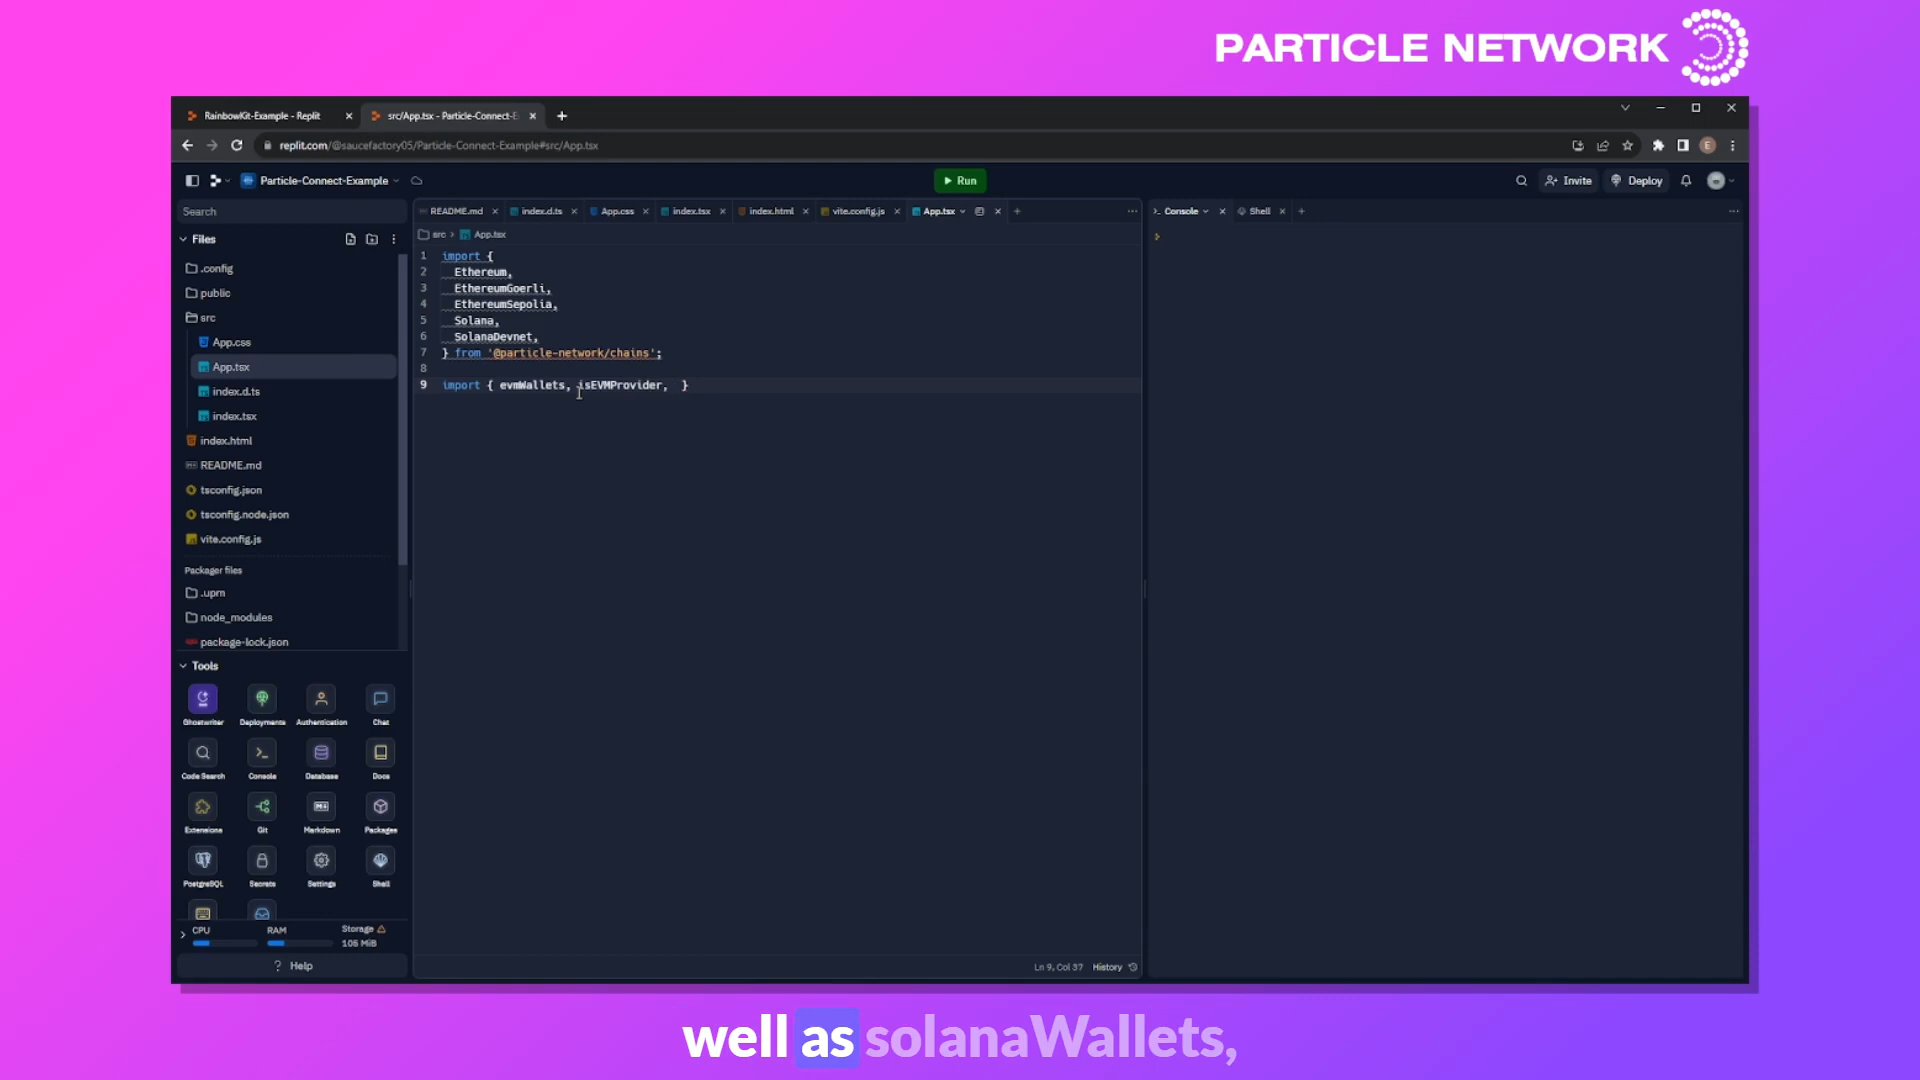 PARTICLE NETWORK
RainbowKit-Example - Replit
src/App.tsx - Particle-Connect-E
replit.com/@saucefactory05/Particle-Connect-Example#src/App.tsx
E
Particle-Connect-Example
Run
Invite
Deploy
Search
README.md
index.d.ts
App.css
index.tsx
index.html
vite.config.js
App.tsx
Console
Shell
Files
src > App.tsx
.config
public
src
App.css
App.tsx
index.d.ts
index.tsx
index.html
README.md
tsconfig.json
tsconfig.node.json
vite.config.js
Packager files
.upm
node_modules
package-lock.json
1 import {
2 Ethereum,
3 EthereumGoerli,
4 EthereumSepolia,
5 Solana,
6 SolanaDevnet,
7 } from '@particle-network/chains';
8
9 import { evmWallets, isEVMProvider,  }
Tools
Ghostwriter
Deployments
Authentication
Chat
Code Search
Console
Database
Docs
Extensions
Git
Markdown
Packages
PostgreSQL
Secrets
Settings
Shell
CPU
RAM
Storage
105 MiB
? Help
Ln 9, Col 37 History
well as solanaWallets,